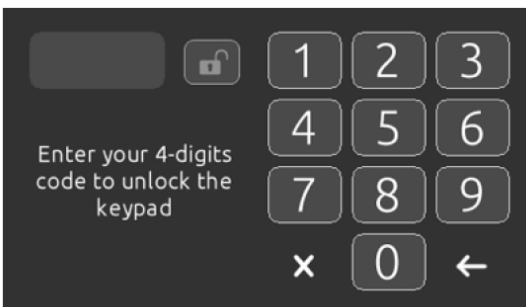 1 2 3
4 5 6
Enter your 4-digits
code to unlock the
keypad
7 8 9
x 0 ←